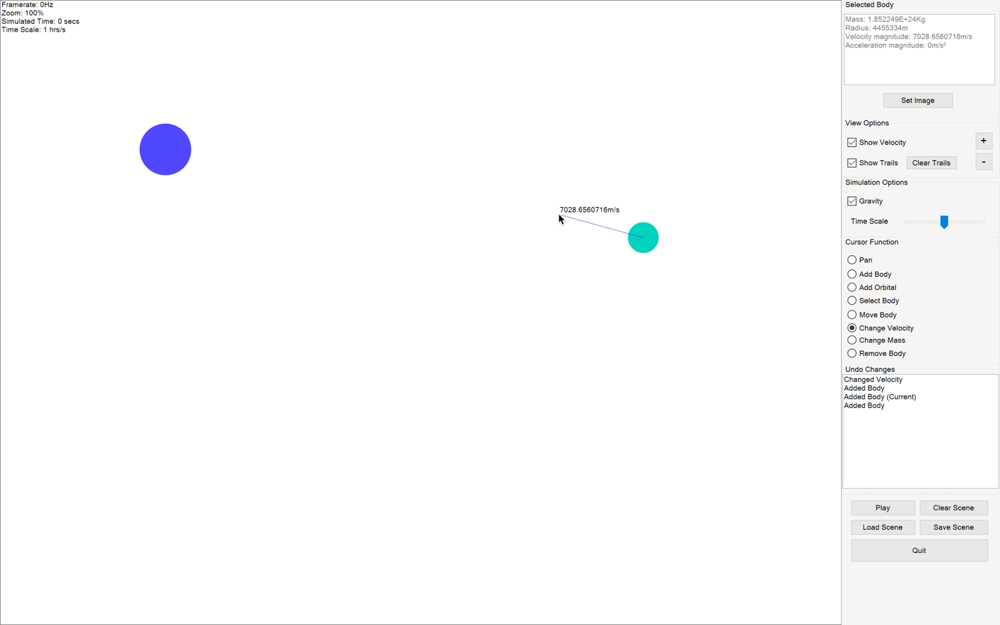 Framerate: 0Hz
Zoom: 100%
Simulated Time: 0 secs
Time Scale: 1 hrs/s
7028.6560716m/s
Selected Body
Mass: 1.852249E+24Kg
Radius: 4455334m
Velocity magnitude: 7028.6560716m/s
Acceleration magnitude: 0m/s²
Set Image
View Options
Show Velocity
+
Show Trails
Clear Trails
-
Simulation Options
Gravity
Time Scale
Cursor Function
Pan
Add Body
Add Orbital
Select Body
Move Body
Change Velocity
Change Mass
Remove Body
Undo Changes
Changed Velocity
Added Body
Added Body (Current)
Added Body
Play
Clear Scene
Load Scene
Save Scene
Quit